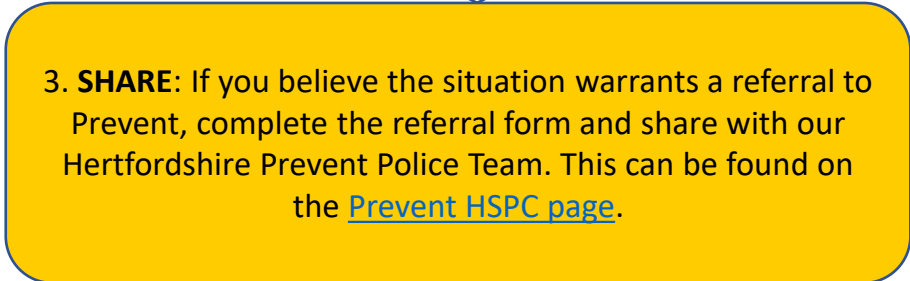 3. SHARE: If you believe the situation warrants a referral to
Prevent, complete the referral form and share with our
Hertfordshire Prevent Police Team. This can be found on
the Prevent HSPC page.